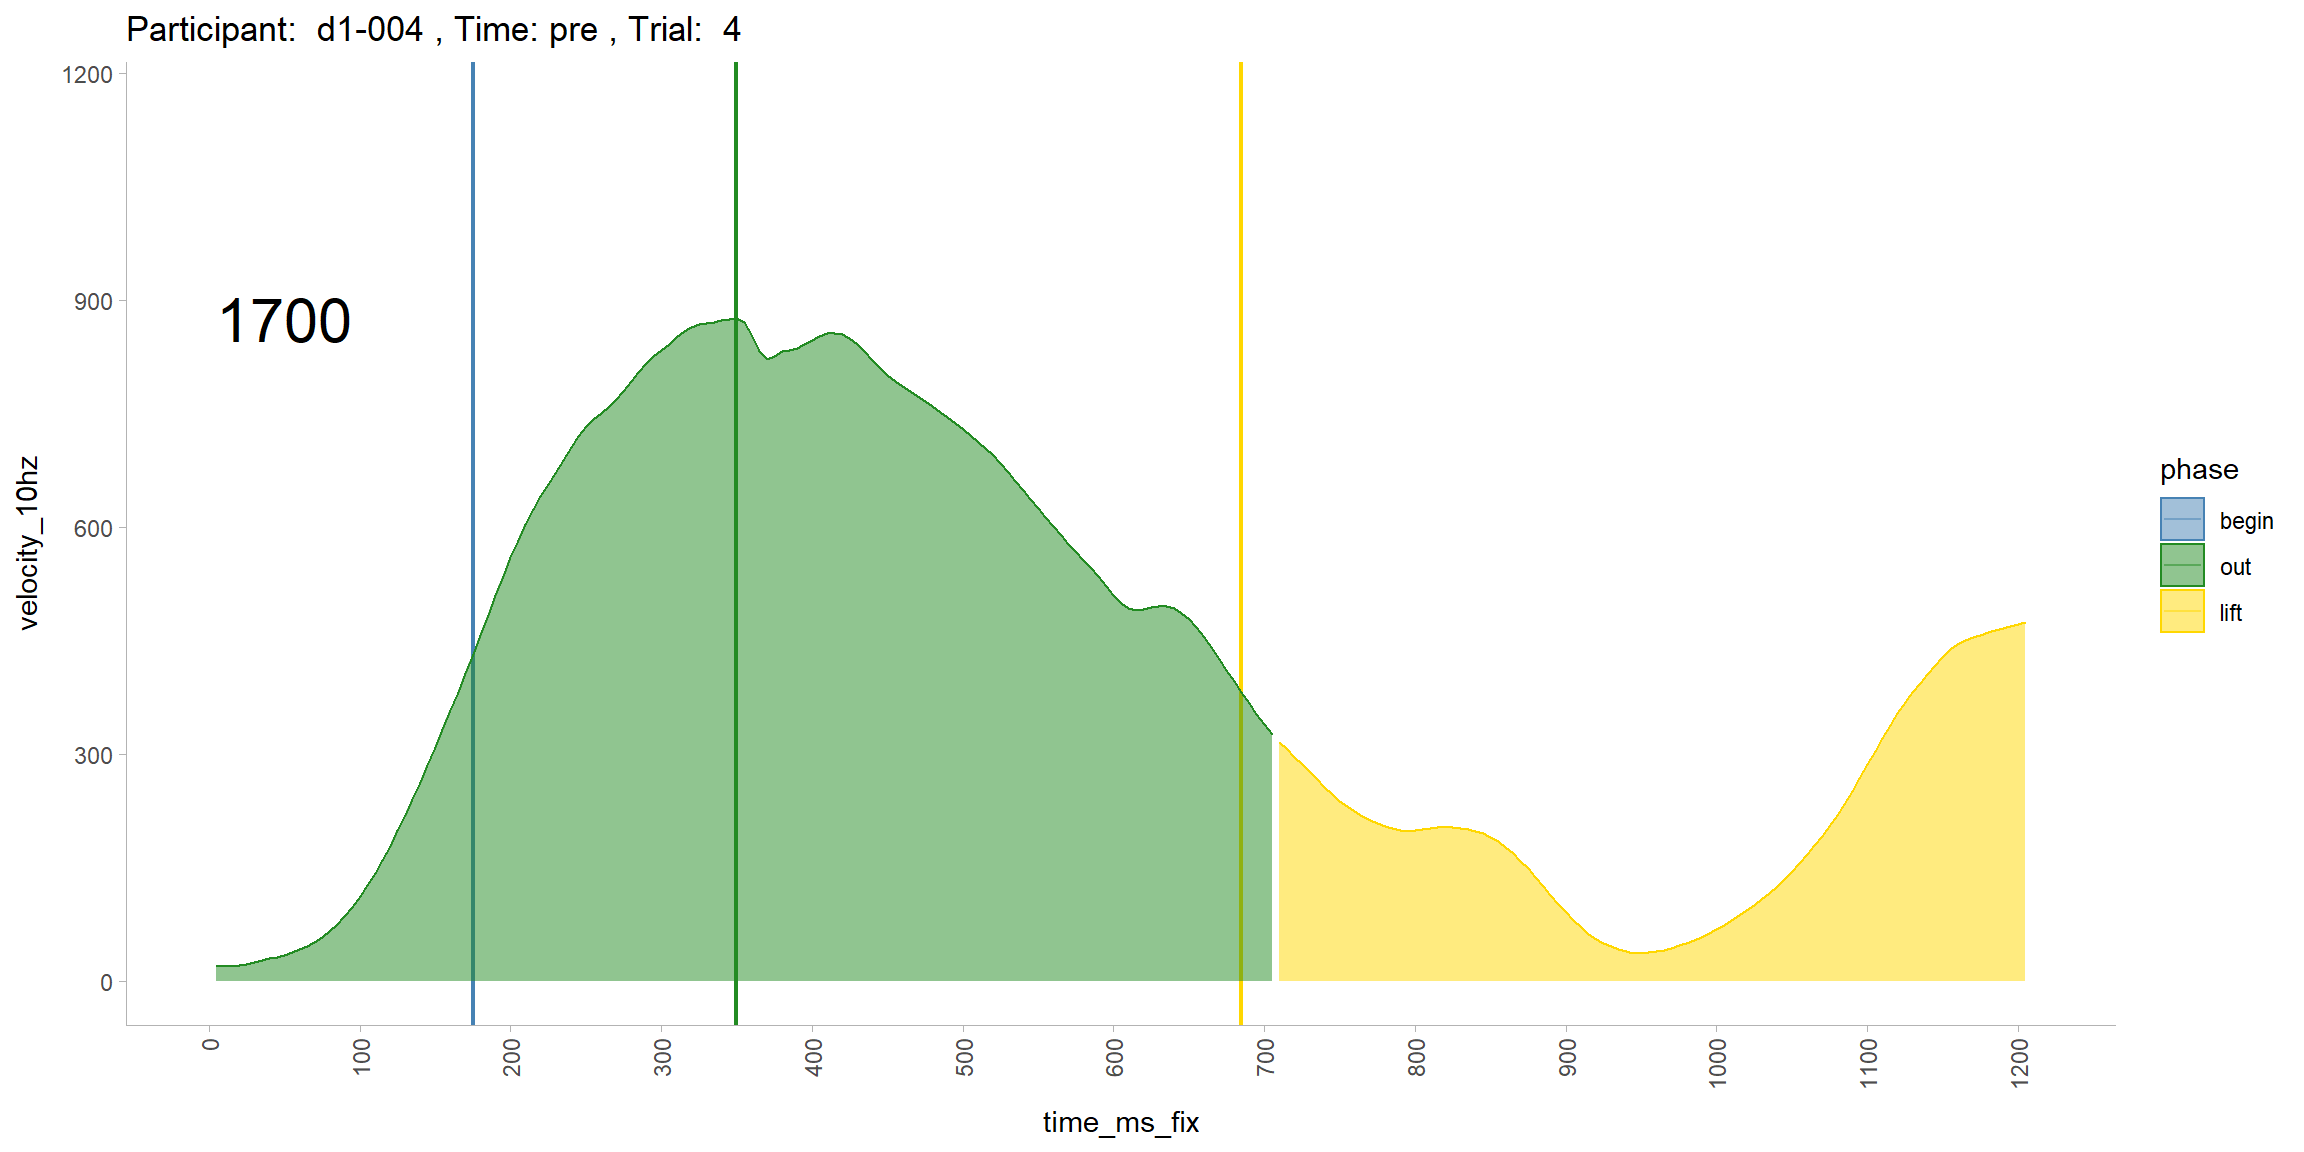 Participant:  d1-004 , Time: pre , Trial:  4
1200
900
600
300
0
velocity_10hz
1700
0
100
200
300
400
500
600
700
800
900
1000
1100
1200
time_ms_fix
phase
begin
out
lift